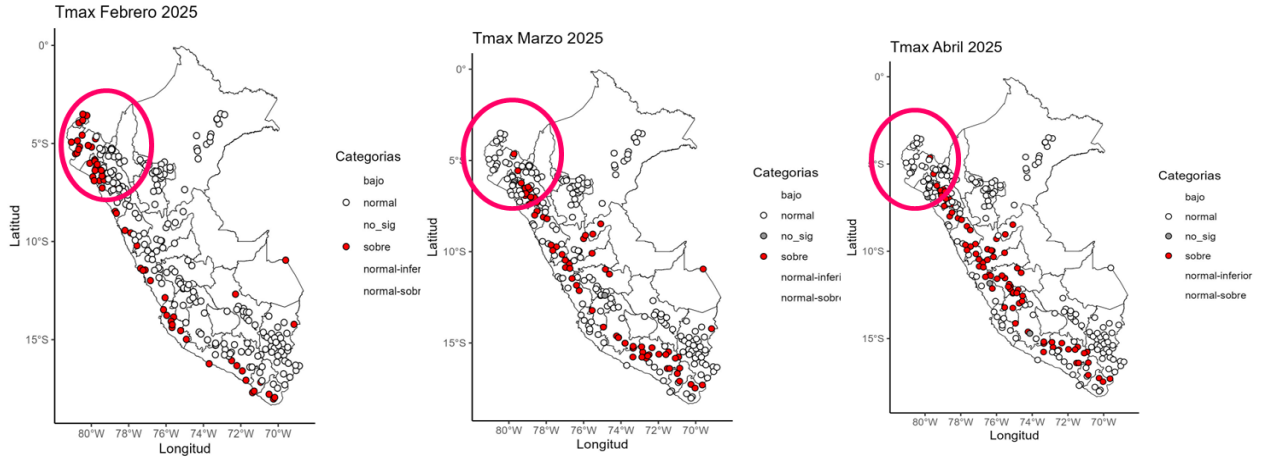 Tmax Febrero 2025
0°
5°S
10°S
15°S
80°W 78°W 76°W 74°W 72°W 70°W
Longitud
Latitud
Categorias
bajo
normal
no_sig
sobre
normal-infer
normal-sobr
Tmax Marzo 2025
0°
5°S
10°S
15°S
80°W 78°W 76°W 74°W 72°W 70°W
Longitud
Latitud
Categorias
bajo
normal
no_sig
sobre
normal-inferi
normal-sobre
Tmax Abril 2025
0°
5°S
10°S
15°S
80°W 78°W 76°W 74°W 72°W 70°W
Longitud
Latitud
Categorias
bajo
normal
no_sig
sobre
normal-inferior
normal-sobre